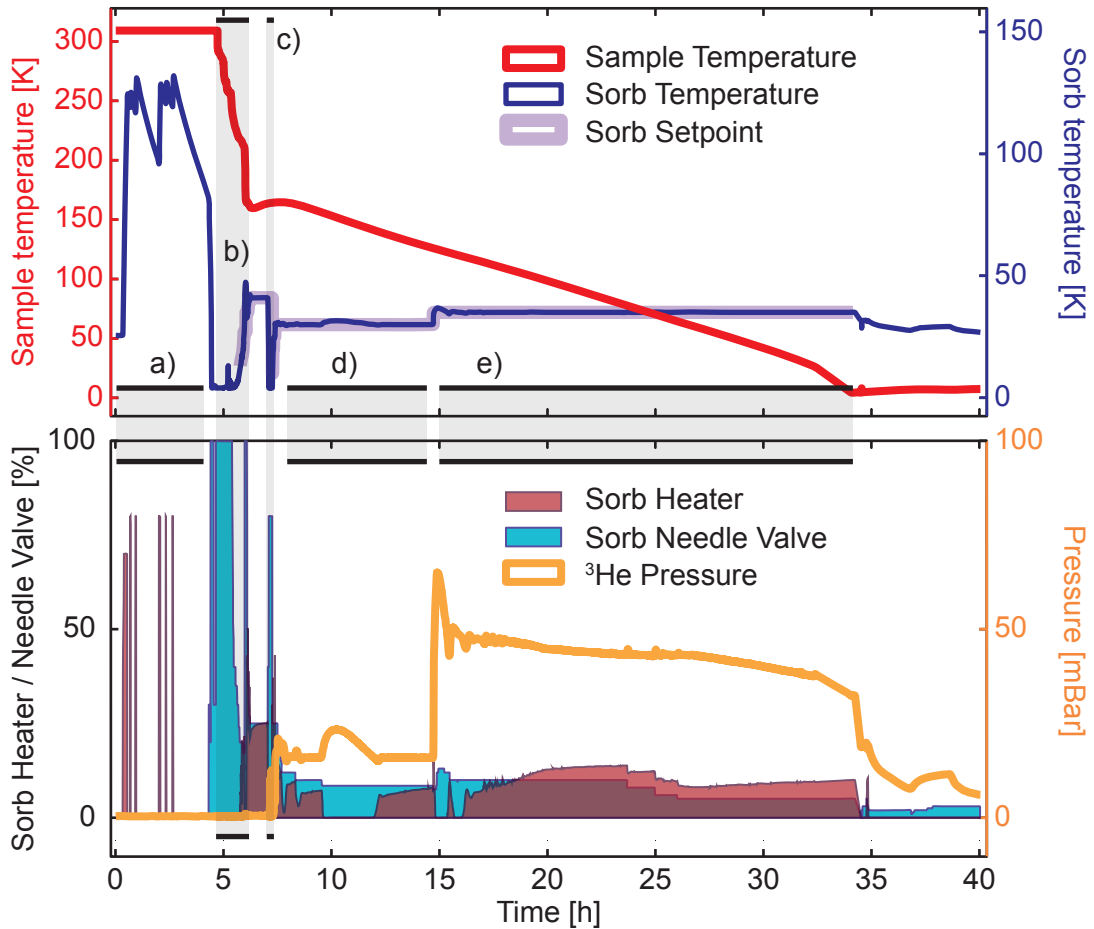 300
250
200
150
100
50
0
Sample temperature [K]
150
100
50
0
Sorb temperature [K]
Sample Temperature
Sorb Temperature
Sorb Setpoint
a)
b)
c)
d)
e)
100
50
0
Sorb Heater / Needle Valve [%]
100
50
0
Pressure [mBar]
Sorb Heater
Sorb Needle Valve
³He Pressure
0 5 10 15 20 25 30 35 40
Time [h]